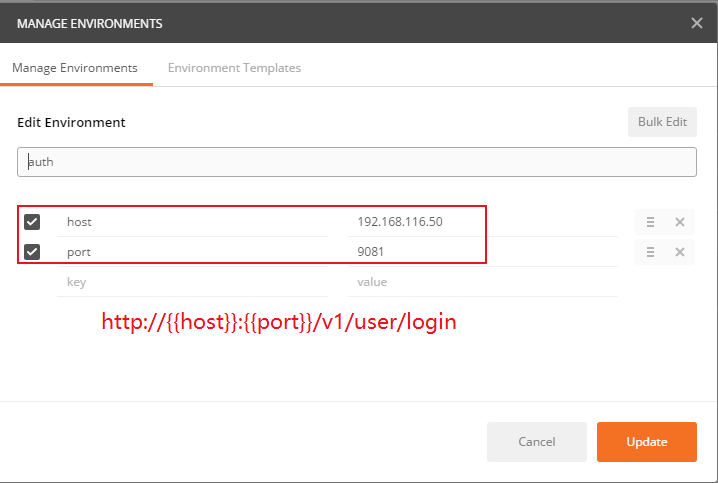 MANAGE ENVIRONMENTS
Manage Environments Environment Templates
Edit Environment Bulk Edit
auth
host 192.168.116.50
port 9081
key value
http://{{host}}:{{port}}/v1/user/login
Cancel Update